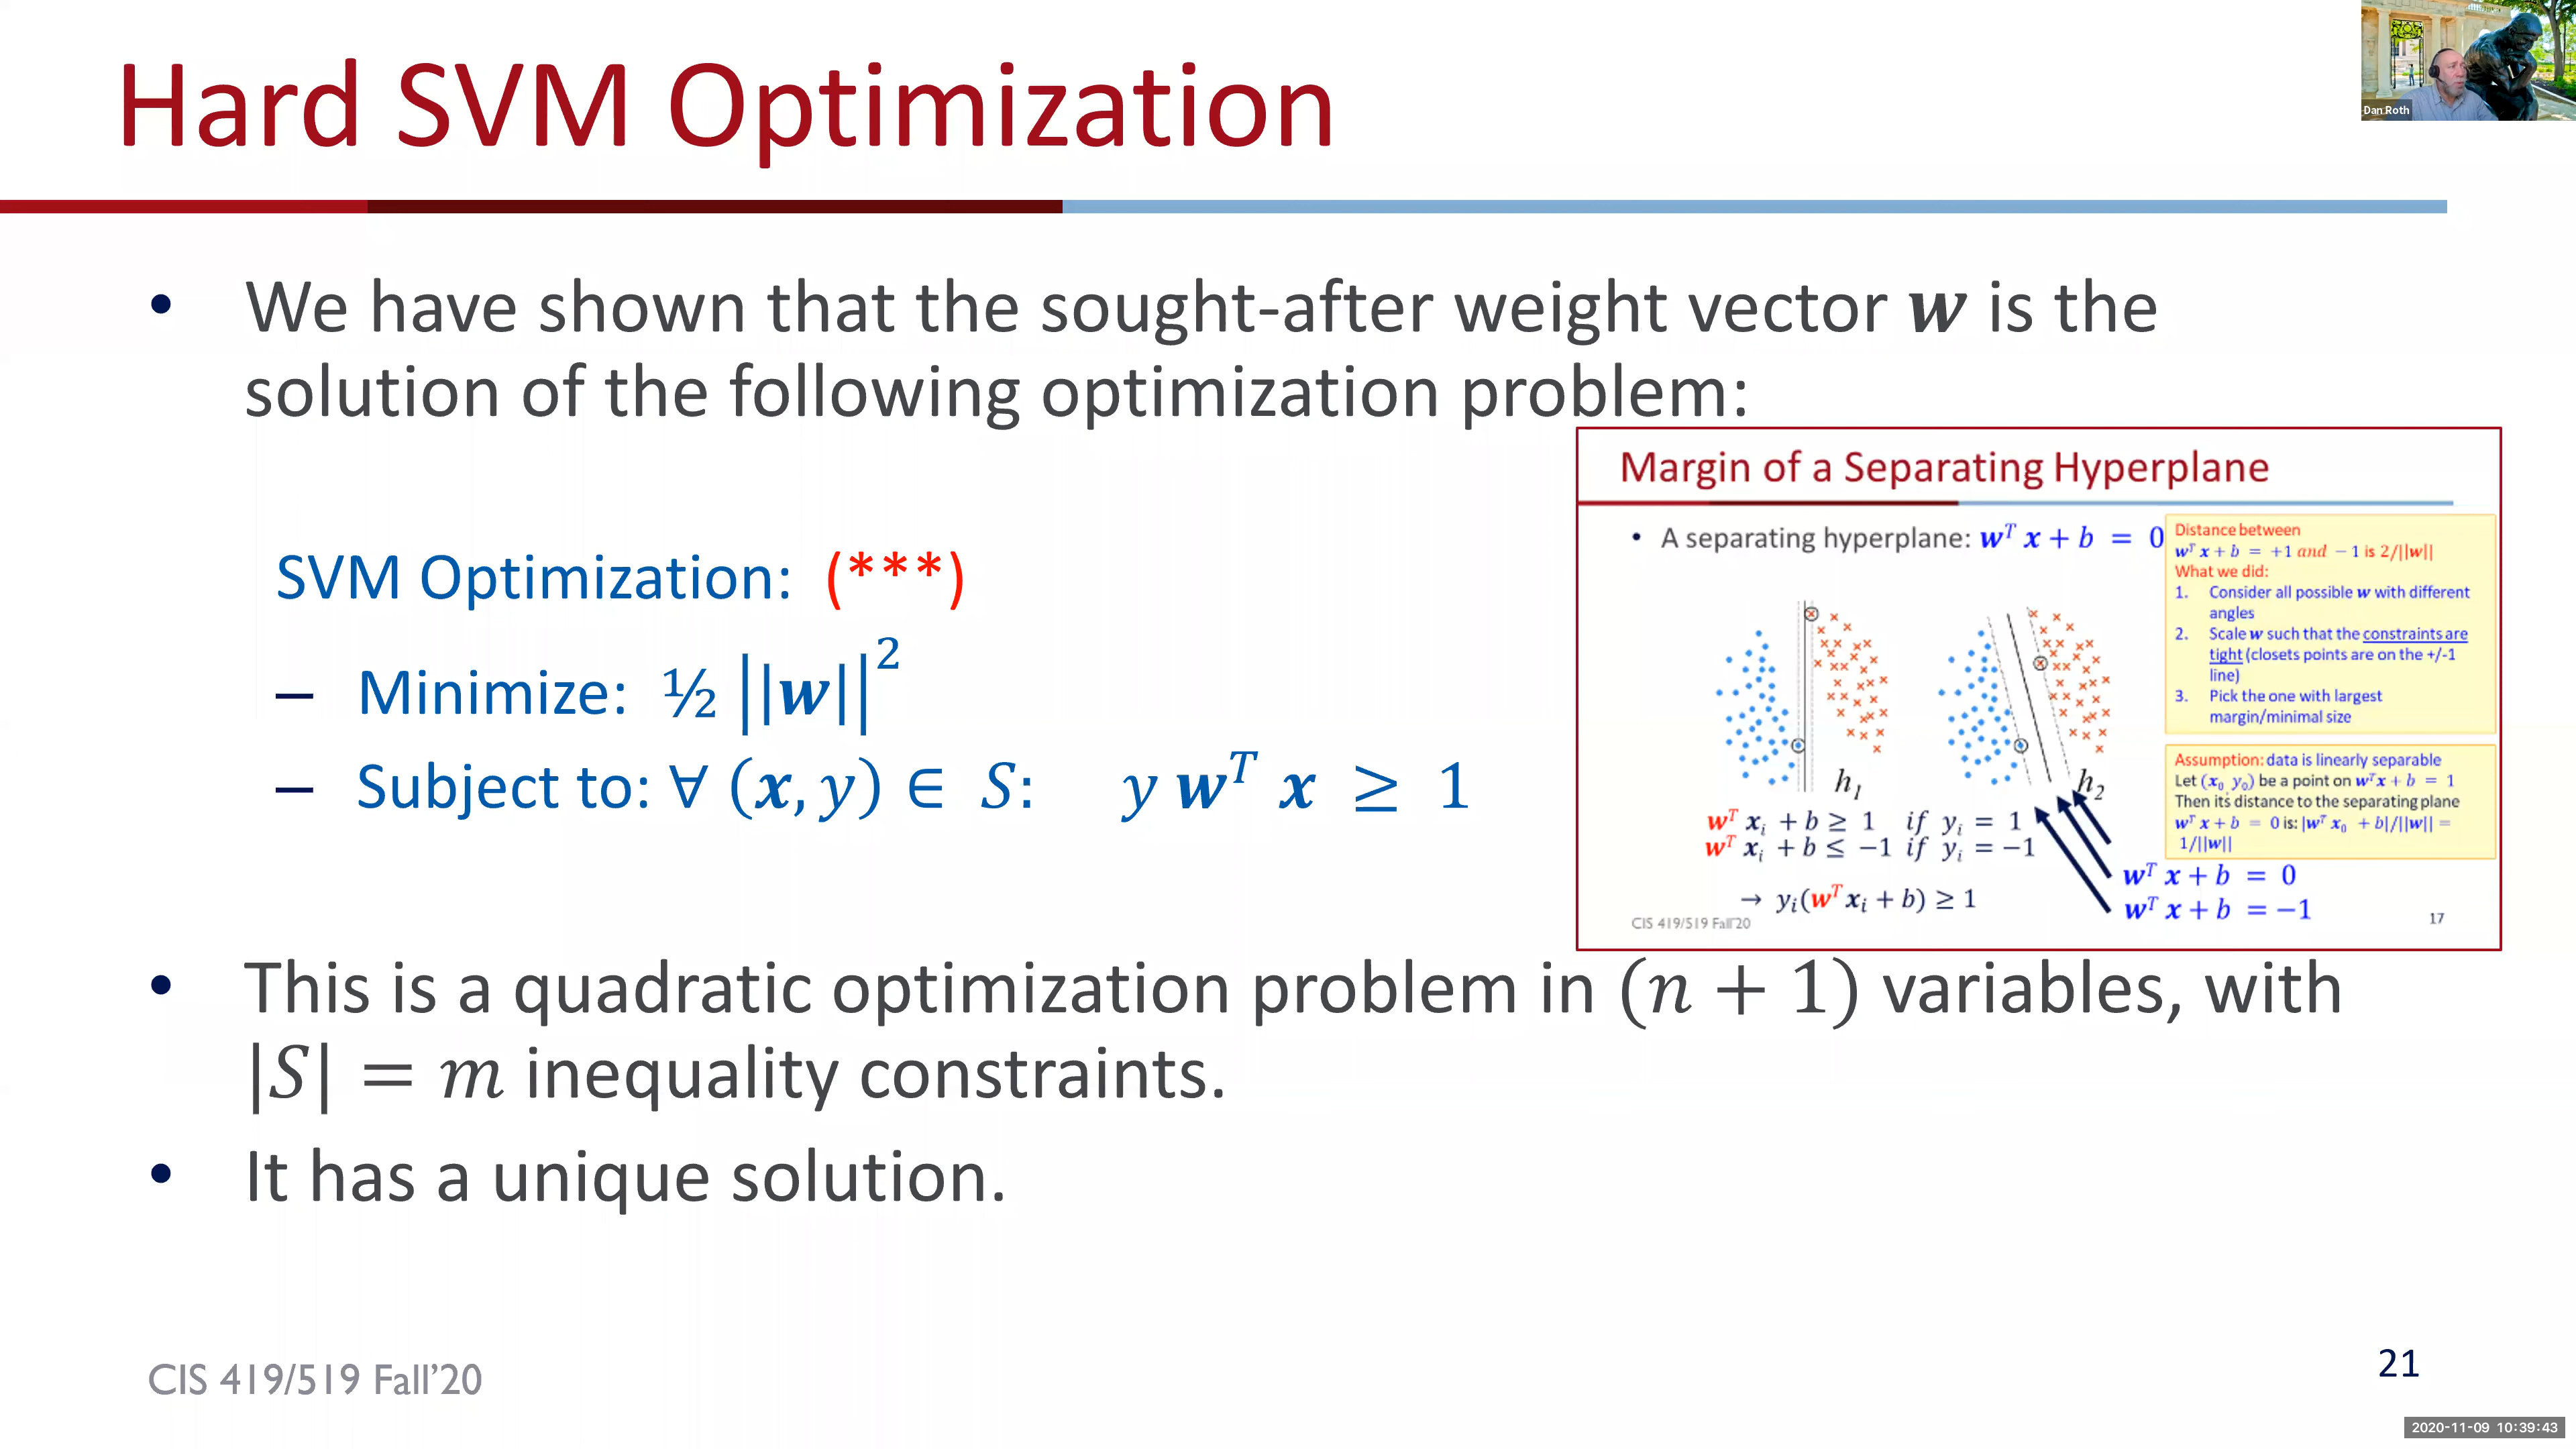 Hard SVM Optimization
Dan Roth
• We have shown that the sought-after weight vector w is the
solution of the following optimization problem:
SVM Optimization: (***)
– Minimize: ½ ||w||²
– Subject to: ∀ (x, y) ∈ S: y wᵀ x ≥ 1
Margin of a Separating Hyperplane
• A separating hyperplane: wᵀ x + b = 0
Distance between
wᵀ x + b = +1 and − 1 is 2/||w||
What we did:
1. Consider all possible w with different
angles
2. Scale w such that the constraints are
tight (closets points are on the +/-1
line)
3. Pick the one with largest
margin/minimal size
Assumption: data is linearly separable
Let (x₀ y₀) be a point on wᵀx + b = 1
Then its distance to the separating plane
wᵀ x + b = 0 is: |wᵀ x₀ + b|/||w|| =
1/||w||
h₁
h₂
wᵀ xᵢ + b ≥ 1 if yᵢ = 1
wᵀ xᵢ + b ≤ −1 if yᵢ = −1
→ yᵢ(wᵀxᵢ + b) ≥ 1
wᵀ x + b = 0
wᵀ x + b = −1
CIS 419/519 Fall'20
17
• This is a quadratic optimization problem in (n + 1) variables, with
|S| = m inequality constraints.
• It has a unique solution.
CIS 419/519 Fall’20
21
2020-11-09 10:39:43